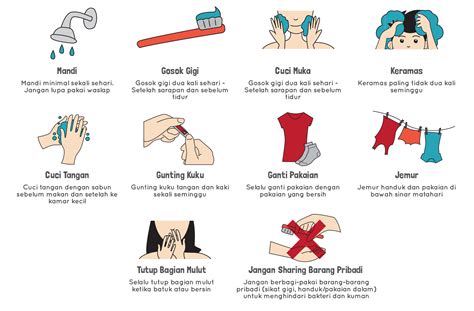 Mandi
Mandi minimal sekali sehari.
Jangan lupa pakai waslap
Gosok Gigi
Gosok gigi dua kali sehari -
Setelah sarapan dan sebelum
tidur
Cuci Muka
Gosok gigi dua kali sehari -
Setelah sarapan dan sebelum
tidur
Keramas
Keramas paling tidak dua kali
seminggu
Cuci Tangan
Cuci tangan dengan sabun
sebelum makan dan setelah ke
kamar kecil
Gunting Kuku
Gunting kuku tangan dan kaki
sekali seminggu
Ganti Pakaian
Selalu ganti pakaian dengan
pakaian yang bersih
Jemur
Jemur handuk dan pakaian di
bawah sinar matahari
Tutup Bagian Mulut
Selalu tutup bagian mulut
ketika batuk atau bersin
Jangan Sharing Barang Pribadi
Jangan berbagi-pakai barang-barang
pribadi (sikat gigi, handuk/pakaian dalam)
untuk menghindari bakteri dan kuman